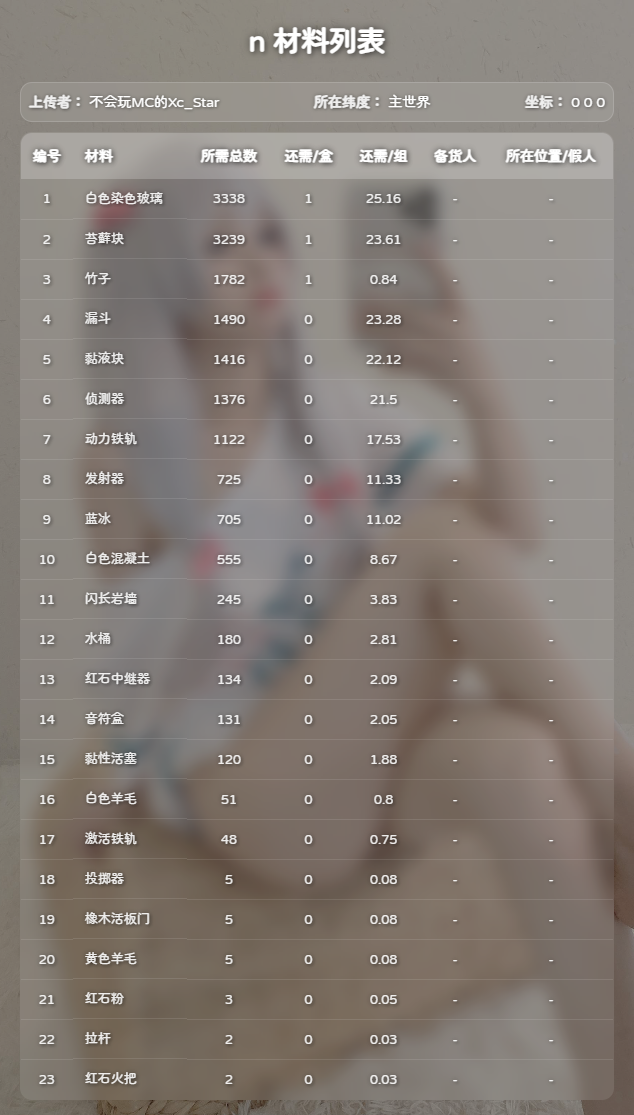 n 材料列表
上传者： 不会玩MC的Xc_Star 所在纬度： 主世界 坐标： 0 0 0
编号 材料 所需总数 还需/盒 还需/组 备货人 所在位置/假人
1 白色染色玻璃 3338 1 25.16 - -
2 苔藓块 3239 1 23.61 - -
3 竹子 1782 1 0.84 - -
4 漏斗 1490 0 23.28 - -
5 黏液块 1416 0 22.12 - -
6 侦测器 1376 0 21.5 - -
7 动力铁轨 1122 0 17.53 - -
8 发射器 725 0 11.33 - -
9 蓝冰 705 0 11.02 - -
10 白色混凝土 555 0 8.67 - -
11 闪长岩墙 245 0 3.83 - -
12 水桶 180 0 2.81 - -
13 红石中继器 134 0 2.09 - -
14 音符盒 131 0 2.05 - -
15 黏性活塞 120 0 1.88 - -
16 白色羊毛 51 0 0.8 - -
17 激活铁轨 48 0 0.75 - -
18 投掷器 5 0 0.08 - -
19 橡木活板门 5 0 0.08 - -
20 黄色羊毛 5 0 0.08 - -
21 红石粉 3 0 0.05 - -
22 拉杆 2 0 0.03 - -
23 红石火把 2 0 0.03 - -